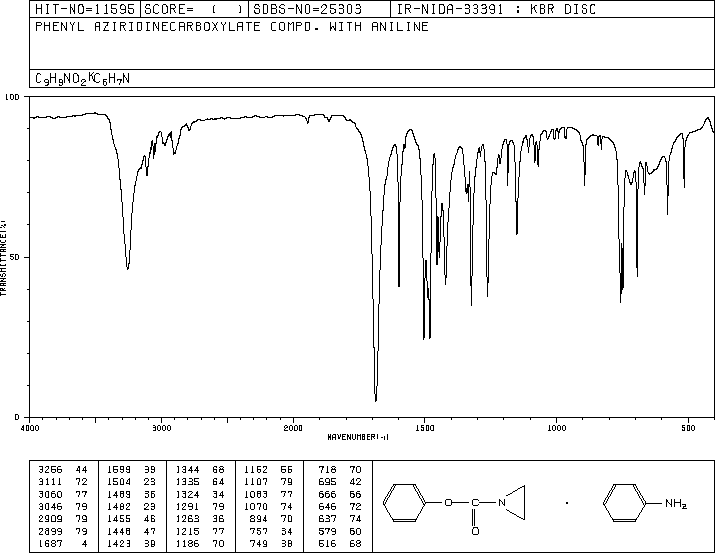 HIT-NO=11595 SCORE= ( ) SDBS-NO=25303 IR-NIDA-33391 : KBR DISC
PHENYL AZIRIDINECARBOXYLATE COMPD. WITH ANILINE
C9H9NO2·C6H7N
100
50
0
TRANSMITTANCE(%)
4000 3000 2000 1500 1000 500
WAVENUMBER(-1)
3256 44 1599 39 1344 68 1152 55 718 70
3111 72 1504 23 1335 64 1107 79 695 42
3060 77 1489 35 1324 34 1083 77 666 66
3046 79 1482 23 1291 79 1070 74 646 72
2909 79 1455 46 1263 36 894 70 637 74
2899 79 1448 47 1215 77 757 34 579 60
1687 4 1423 39 1186 70 749 38 516 68
O C N
O
NH2